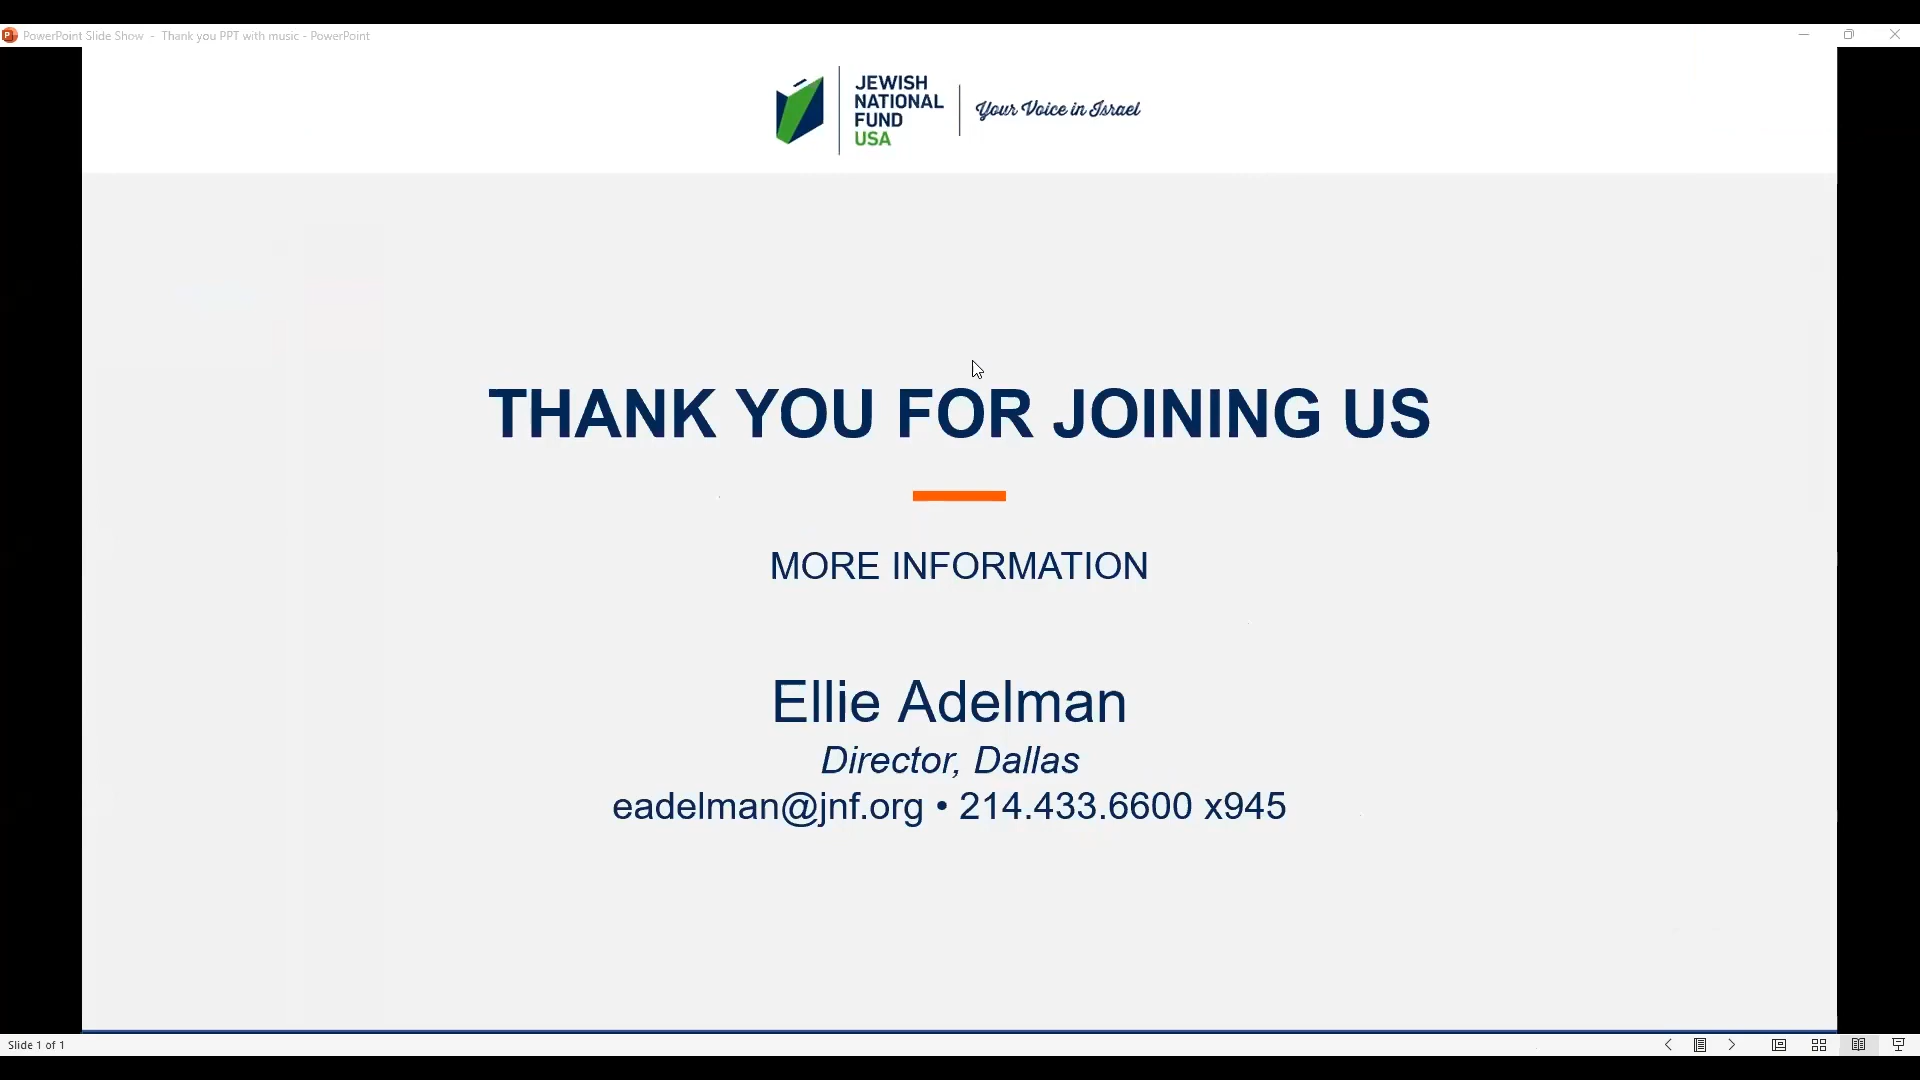 PowerPoint Slide Show - Thank you PPT with music - PowerPoint
JEWISH
NATIONAL
FUND
USA
Your Voice in Israel
THANK YOU FOR JOINING US
MORE INFORMATION
Ellie Adelman
Director, Dallas
eadelman@jnf.org • 214.433.6600 x945
Slide 1 of 1